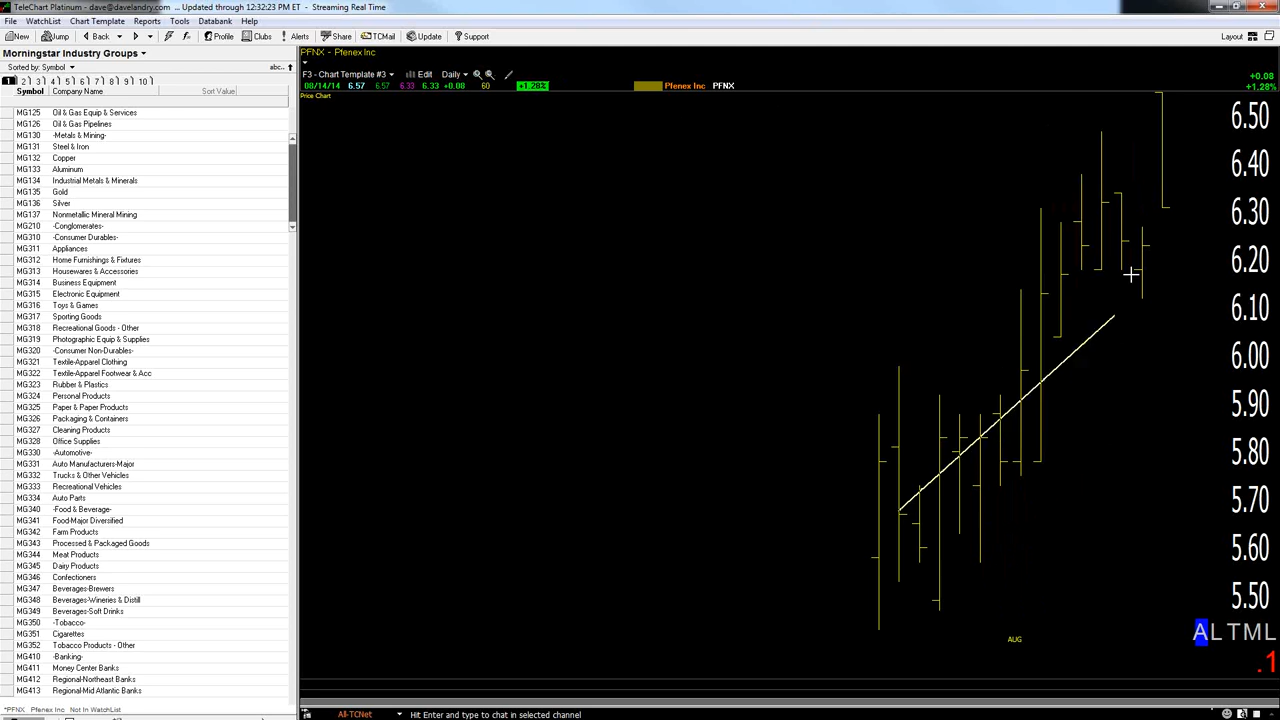 TeleChart Platinum - dave@davelandry.com ... Updated through 12:32:23 PM ET - Streaming Real Time
File WatchList Chart Template Reports Tools Databank Help
New Jump Back Profile Clubs Alerts Share TCMail Update Support Layout
Morningstar Industry Groups
Sorted by: Symbol abc..
1 2 3 4 5 6 7 8 9 10
Symbol Company Name Sort Value
MG125 Oil & Gas Equip & Services
MG126 Oil & Gas Pipelines
MG130 -Metals & Mining-
MG131 Steel & Iron
MG132 Copper
MG133 Aluminum
MG134 Industrial Metals & Minerals
MG135 Gold
MG136 Silver
MG137 Nonmetallic Mineral Mining
MG210 -Conglomerates-
MG310 -Consumer Durables-
MG311 Appliances
MG312 Home Furnishings & Fixtures
MG313 Housewares & Accessories
MG314 Business Equipment
MG315 Electronic Equipment
MG316 Toys & Games
MG317 Sporting Goods
MG318 Recreational Goods - Other
MG319 Photographic Equip & Supplies
MG320 -Consumer Non-Durables-
MG321 Textile-Apparel Clothing
MG322 Textile-Apparel Footwear & Acc
MG323 Rubber & Plastics
MG324 Personal Products
MG325 Paper & Paper Products
MG326 Packaging & Containers
MG327 Cleaning Products
MG328 Office Supplies
MG330 -Automotive-
MG331 Auto Manufacturers-Major
MG332 Trucks & Other Vehicles
MG333 Recreational Vehicles
MG334 Auto Parts
MG340 -Food & Beverage-
MG341 Food-Major Diversified
MG342 Farm Products
MG343 Processed & Packaged Goods
MG344 Meat Products
MG345 Dairy Products
MG346 Confectioners
MG347 Beverages-Brewers
MG348 Beverages-Wineries & Distill
MG349 Beverages-Soft Drinks
MG350 -Tobacco-
MG351 Cigarettes
MG352 Tobacco Products - Other
MG410 -Banking-
MG411 Money Center Banks
MG412 Regional-Northeast Banks
MG413 Regional-Mid Atlantic Banks
*PFNX Pfenex Inc Not In WatchList
PFNX - Pfenex Inc
F3 - Chart Template #3 Edit Daily
08/14/14 6.57 6.57 6.33 6.33 +0.08 60 +1.28% Pfenex Inc PFNX
+0.08
+1.28%
Price Chart
6.50
6.40
6.30
6.20
6.10
6.00
5.90
5.80
5.70
5.60
5.50
AUG
ALTML
.1
All-TCNet Hit Enter and type to chat in selected channel